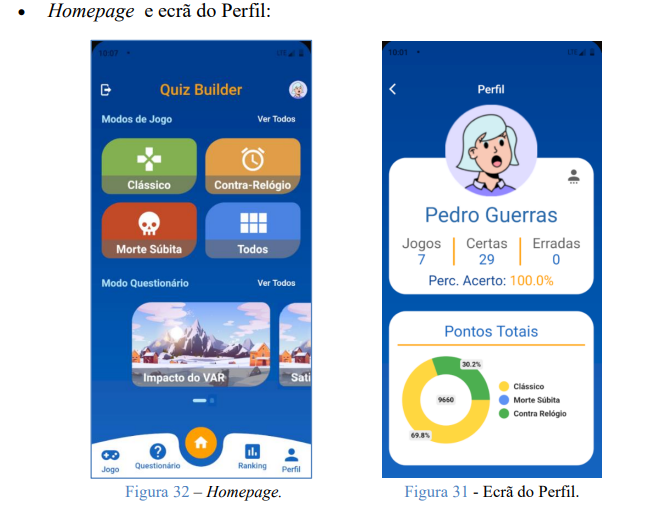 • Homepage e ecrã do Perfil:
10:07
Quiz Builder
Modos de Jogo Ver Todos
Clássico Contra-Relógio
Morte Súbita Todos
Modo Questionário Ver Todos
Impacto do VAR Sati
Jogo Questionário Ranking Perfil
Figura 32 – Homepage.
10:01
Perfil
Pedro Guerras
Jogos Certas Erradas
7 29 0
Perc. Acerto: 100.0%
Pontos Totais
30.2%
9660
69.8%
Clássico
Morte Súbita
Contra Relógio
Figura 31 - Ecrã do Perfil.